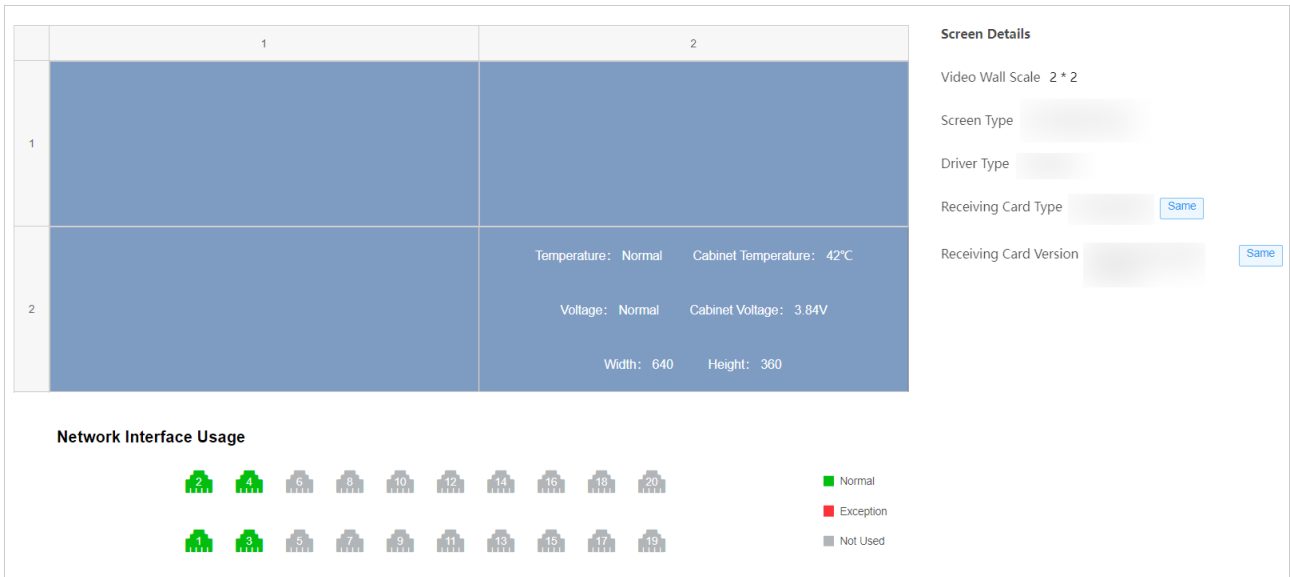 1 2
1
2
Temperature: Normal Cabinet Temperature: 42℃
Voltage: Normal Cabinet Voltage: 3.84V
Width: 640 Height: 360
Screen Details
Video Wall Scale 2 * 2
Screen Type
Driver Type
Receiving Card Type Same
Receiving Card Version Same
Network Interface Usage
2 4 6 8 10 12 14 16 18 20
1 3 5 7 9 11 13 15 17 19
Normal
Exception
Not Used